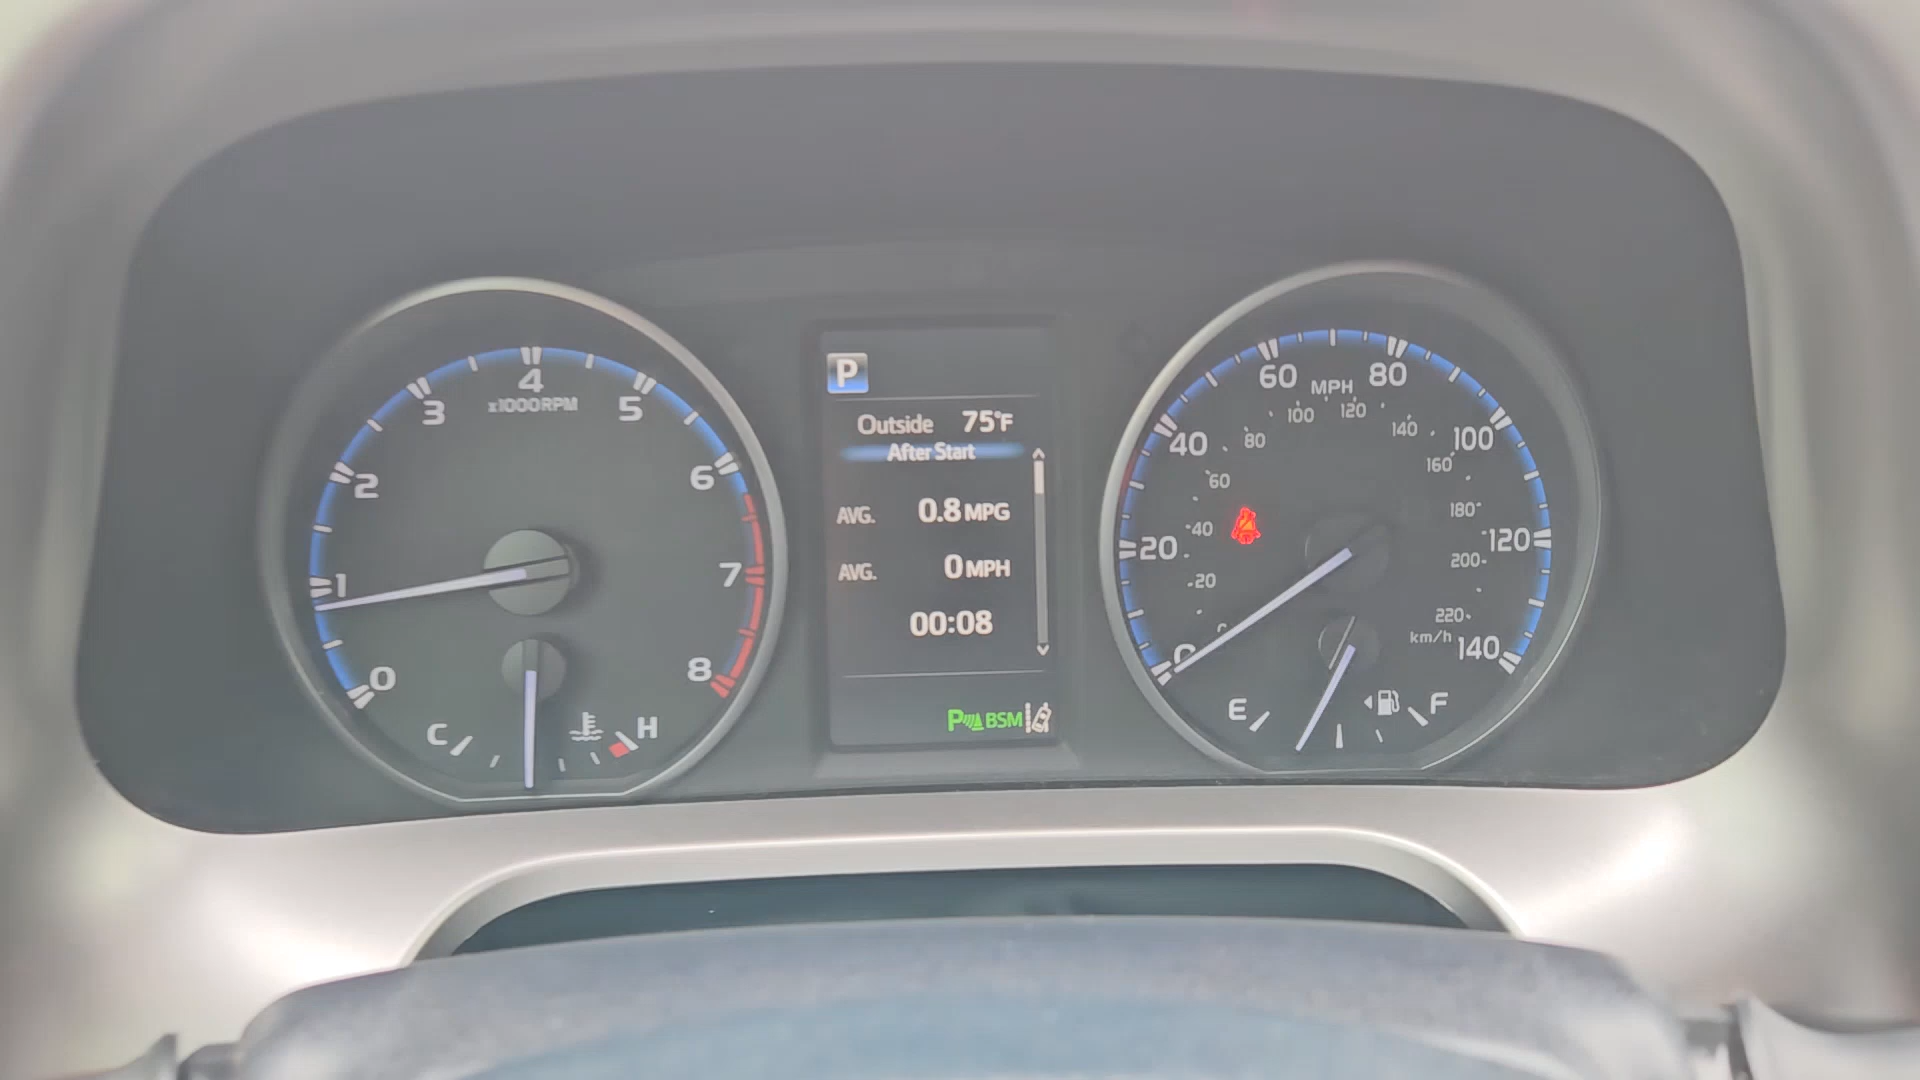 4
3
x1000RPM
5
2
6
1
7
0
8
C
H
P
Outside 75°F
After Start
AVG. 0.8 MPG
AVG. 0 MPH
00:08
P BSM
60 MPH 80
100 120
40 80 140 100
60 160
40 180
20 120
20 200
0 220
0 km/h 140
E F